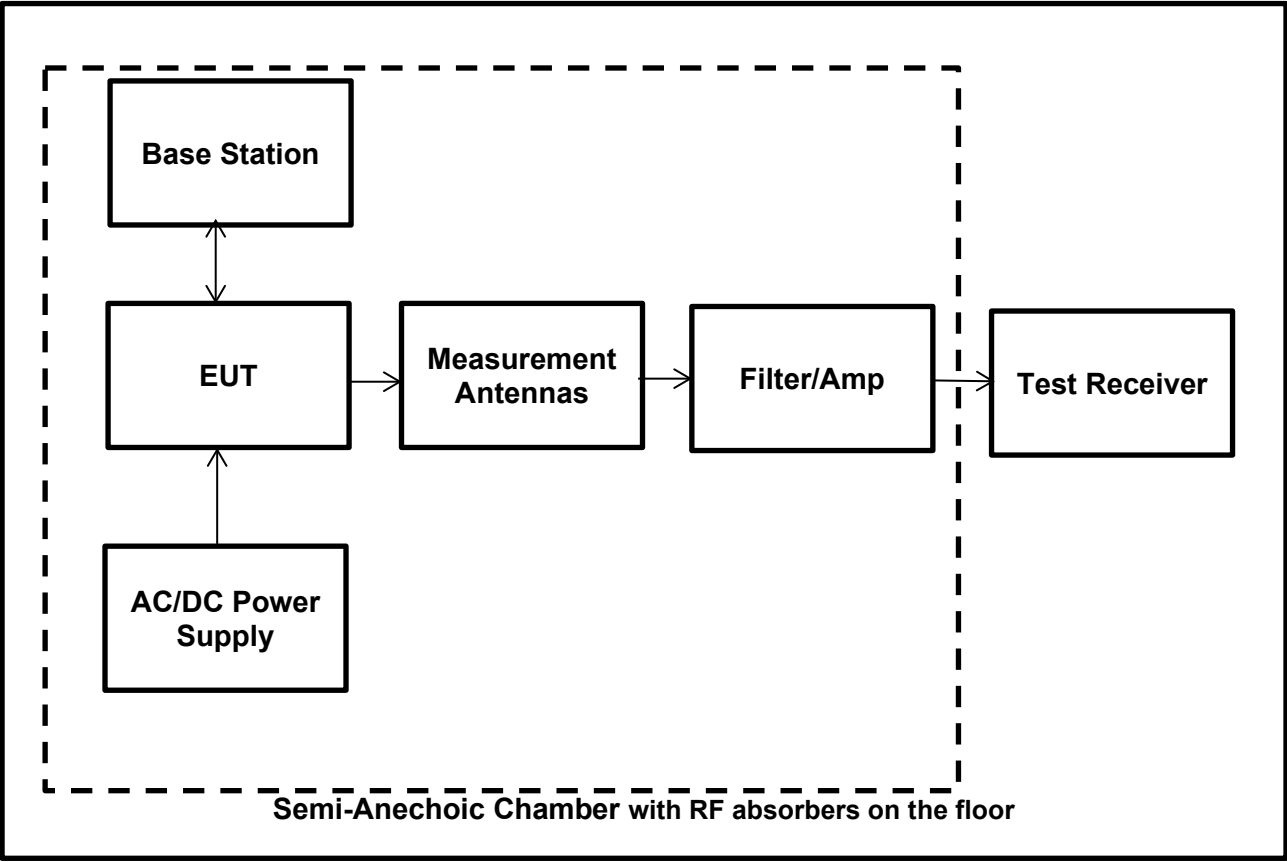 Base Station
EUT
Measurement
Antennas
Filter/Amp
Test Receiver
AC/DC Power
Supply
Semi-Anechoic Chamber with RF absorbers on the floor